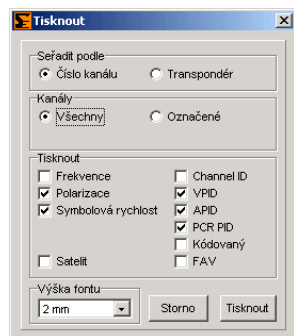 Tisknout
Seřadit podle
Číslo kanálu Transpondér
Kanály
Všechny Označené
Tisknout
Frekvence Channel ID
Polarizace VPID
Symbolová rychlost APID
PCR PID
Kódovaný
Satelit FAV
Výška fontu
2 mm Storno Tisknout